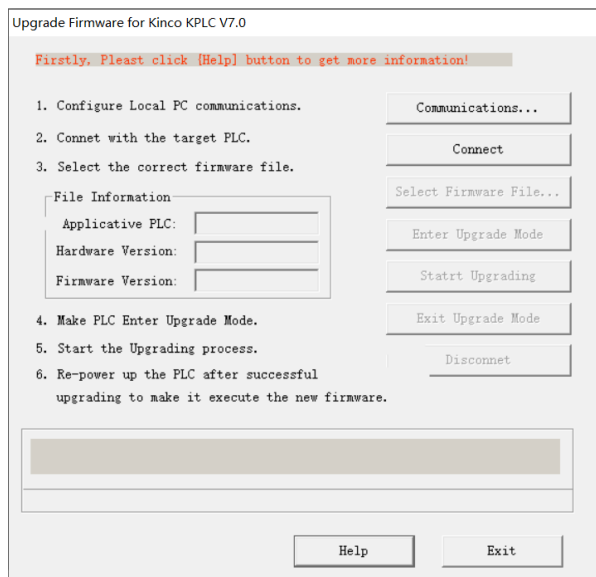 Upgrade Firmware for Kinco KPLC V7.0
Firstly, Pleast click [Help] button to get more information!
1. Configure Local PC communications.
Communications...
2. Connet with the target PLC.
Connect
3. Select the correct firmware file.
Select Firmware File...
File Information
Applicative PLC:
Hardware Version:
Firmware Version:
Enter Upgrade Mode
Statrt Upgrading
4. Make PLC Enter Upgrade Mode.
Exit Upgrade Mode
5. Start the Upgrading process.
Disconnet
6. Re-power up the PLC after successful
upgrading to make it execute the new firmware.
Help
Exit